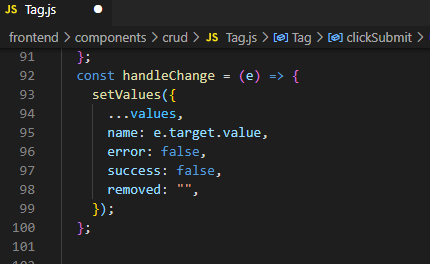 JS Tag.js
frontend > components > crud > JS Tag.js > Tag > clickSubmit >
91 };
92 const handleChange = (e) => {
93 setValues({
94 ...values,
95 name: e.target.value,
96 error: false,
97 success: false,
98 removed: "",
99 });
100 };
101